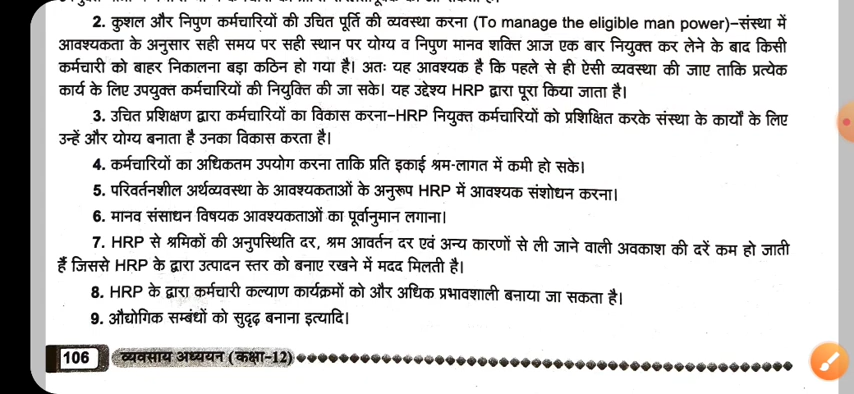 2. कुशल और निपुण कर्मचारियों की उचित पूर्ति की व्यवस्था करना (To manage the eligible man power)–संस्था में
आवश्यकता के अनुसार सही समय पर सही स्थान पर योग्य व निपुण मानव शक्ति आज एक बार नियुक्त कर लेने के बाद किसी
कर्मचारी को बाहर निकालना बड़ा कठिन हो गया है। अतः यह आवश्यक है कि पहले से ही ऐसी व्यवस्था की जाए ताकि प्रत्येक
कार्य के लिए उपयुक्त कर्मचारियों की नियुक्ति की जा सके। यह उद्देश्य HRP द्वारा पूरा किया जाता है।
3. उचित प्रशिक्षण द्वारा कर्मचारियों का विकास करना–HRP नियुक्त कर्मचारियों को प्रशिक्षित करके संस्था के कार्यों के लिए
उन्हें और योग्य बनाता है उनका विकास करता है।
4. कर्मचारियों का अधिकतम उपयोग करना ताकि प्रति इकाई श्रम-लागत में कमी हो सके।
5. परिवर्तनशील अर्थव्यवस्था के आवश्यकताओं के अनुरूप HRP में आवश्यक संशोधन करना।
6. मानव संसाधन विषयक आवश्यकताओं का पूर्वानुमान लगाना।
7. HRP से श्रमिकों की अनुपस्थिति दर, श्रम आवर्तन दर एवं अन्य कारणों से ली जाने वाली अवकाश की दरें कम हो जाती
हैं जिससे HRP के द्वारा उत्पादन स्तर को बनाए रखने में मदद मिलती है।
8. HRP के द्वारा कर्मचारी कल्याण कार्यक्रमों को और अधिक प्रभावशाली बनाया जा सकता है।
9. औद्योगिक सम्बंधों को सुदृढ़ बनाना इत्यादि।
106 व्यवसाय अध्ययन (कक्षा-12)